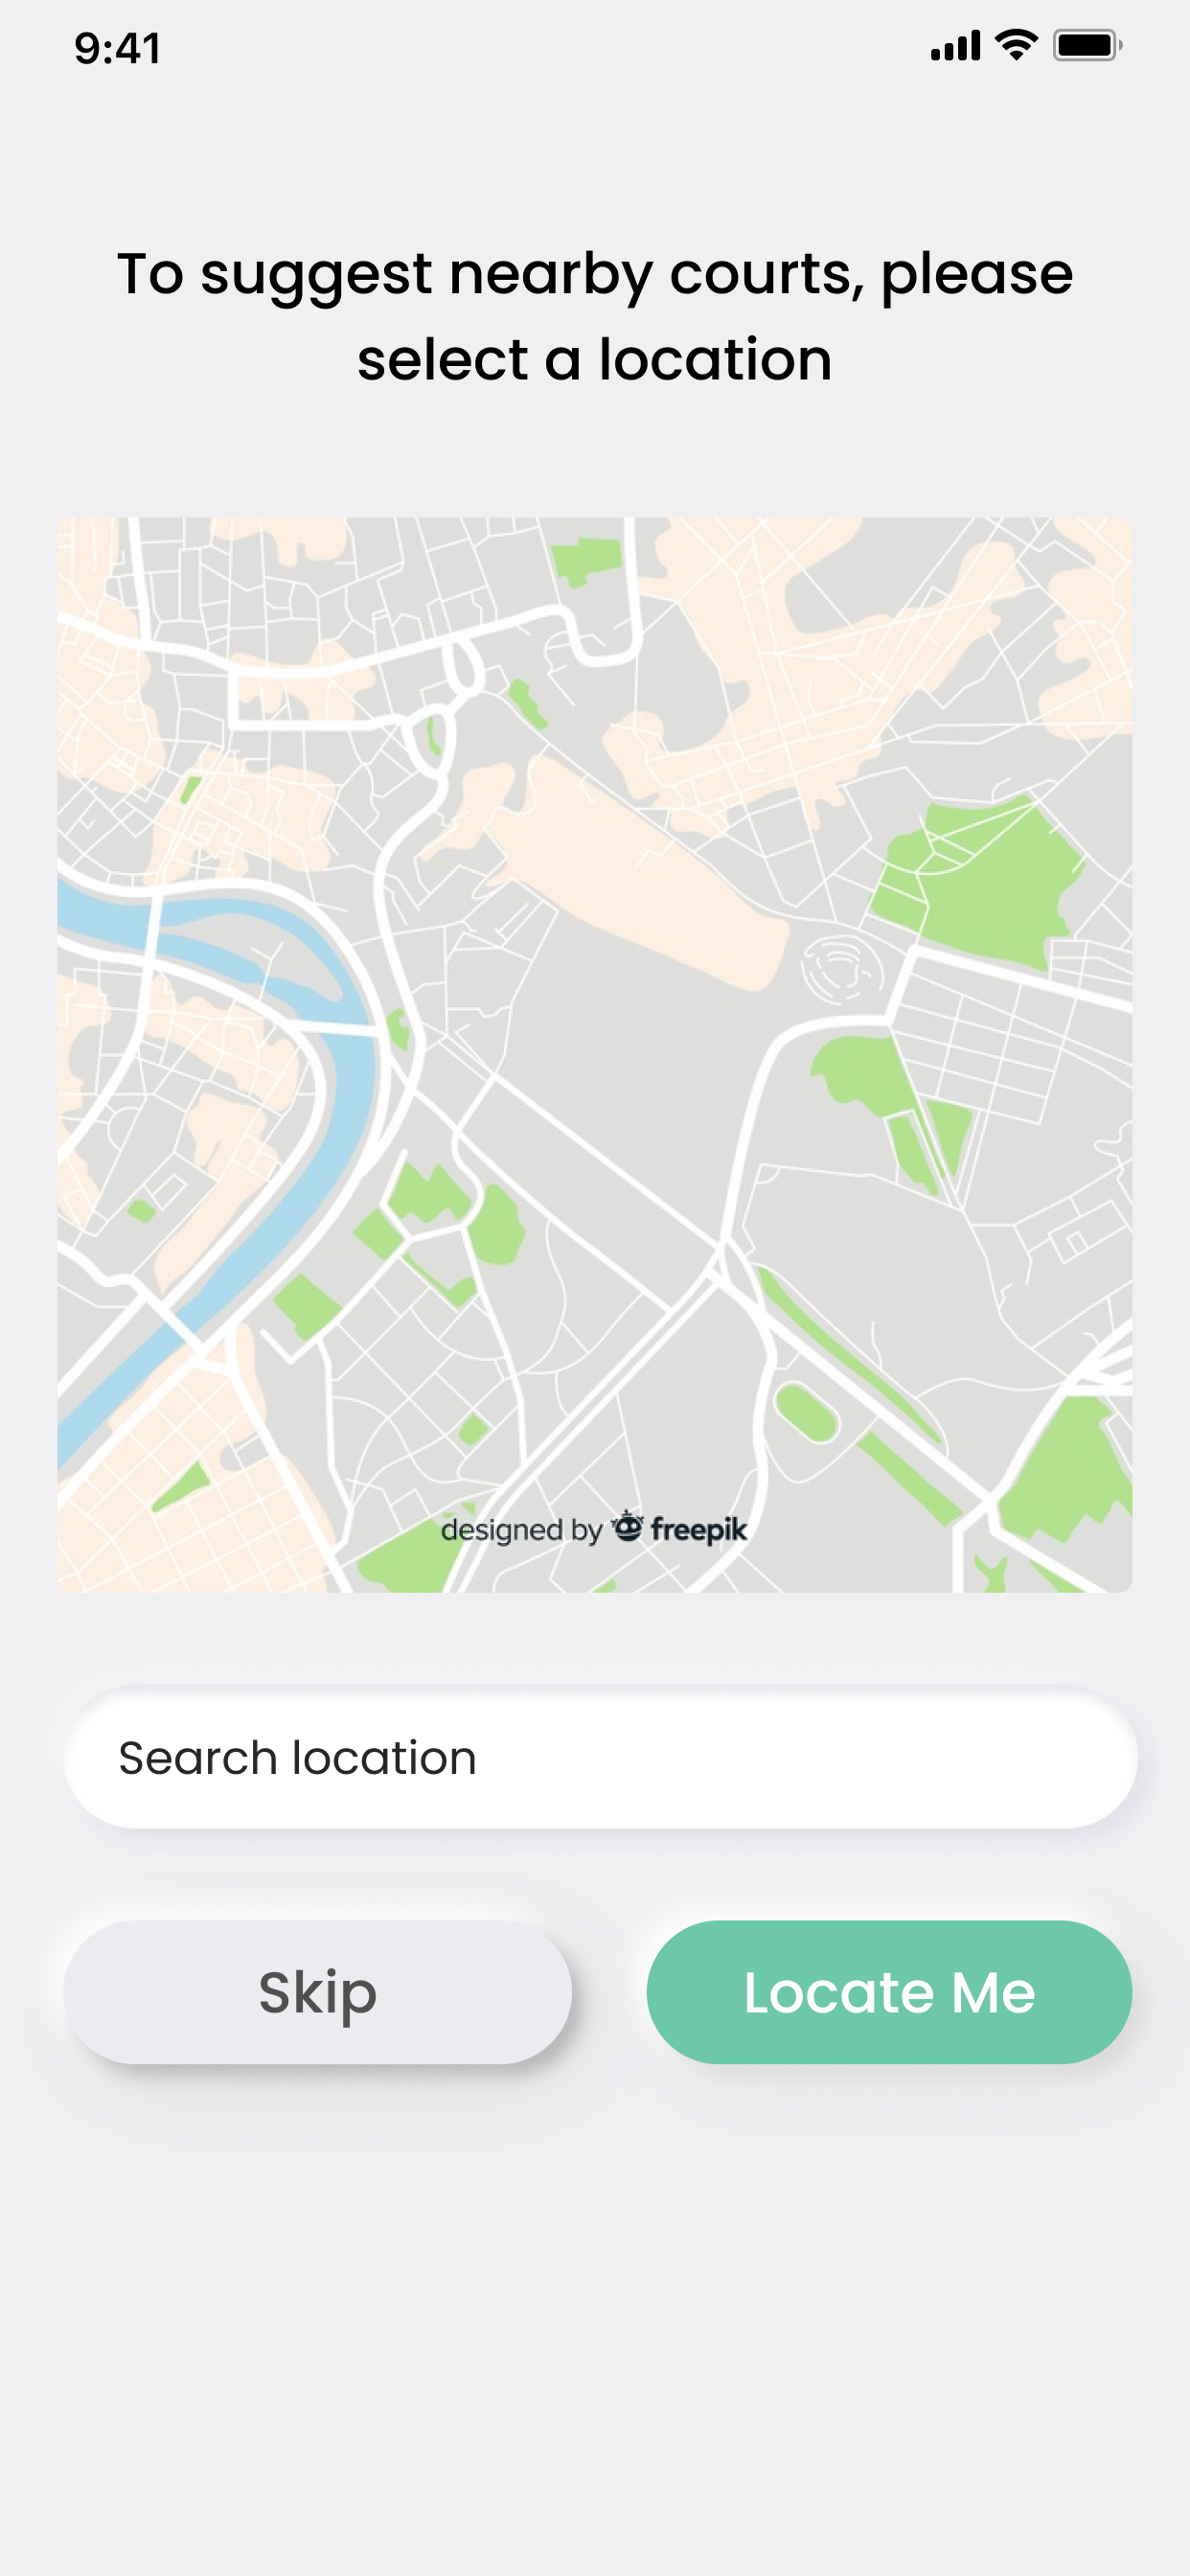 9:41
To suggest nearby courts, please
select a location
designed by freepik
Search location
Skip
Locate Me